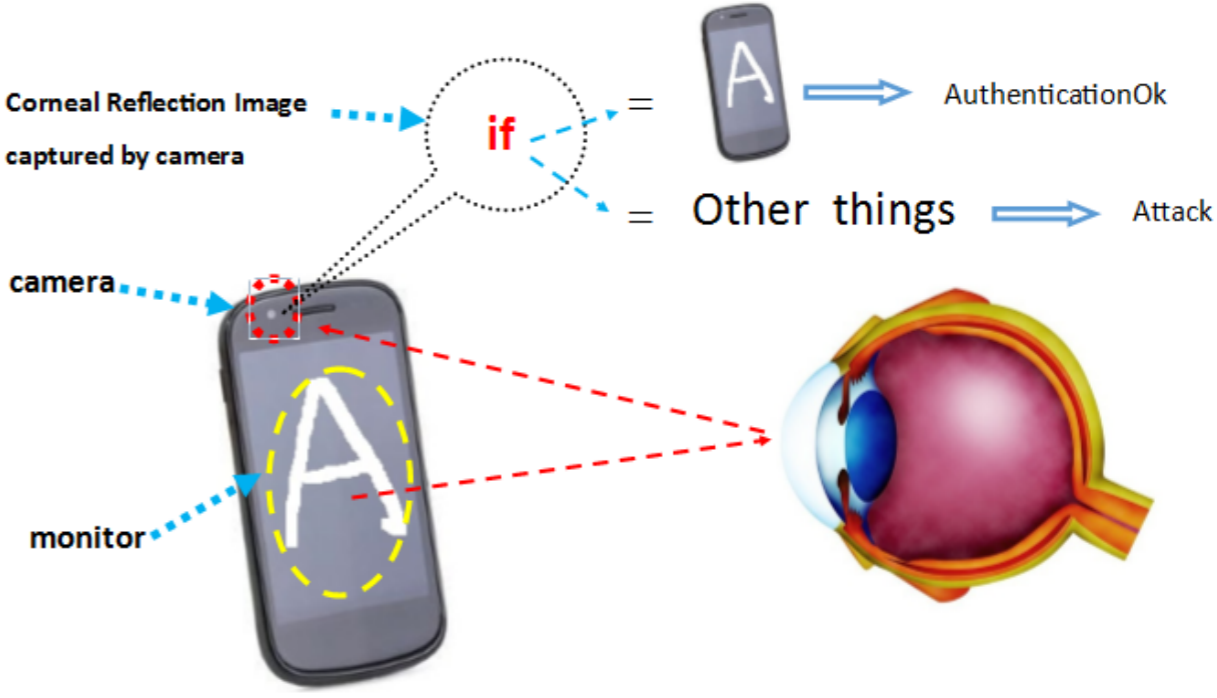 A
Corneal Reflection Image
captured by camera
if
=
AuthenticationOk
= Other things
Attack
camera
A
monitor